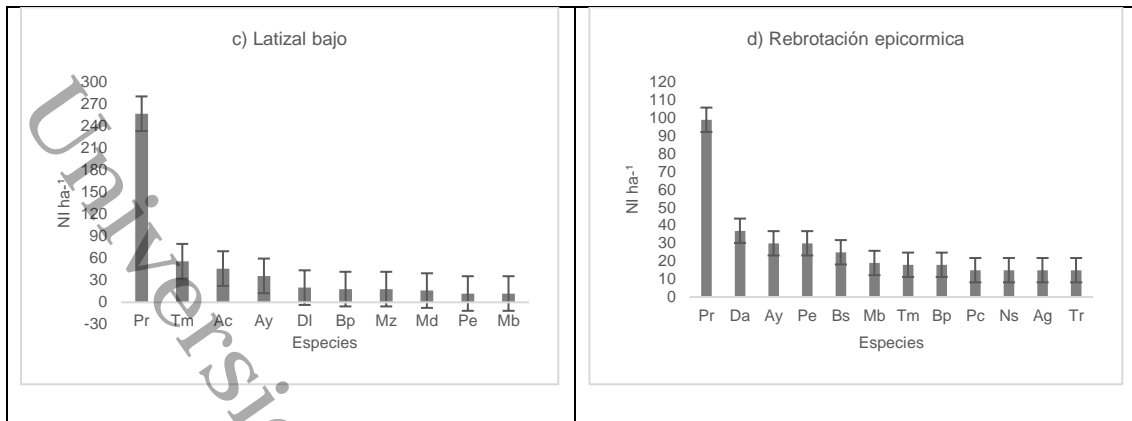 c) Latizal bajo
300
270
240
210
180
150
120
90
60
30
0
-30
NI ha-¹
Pr Tm Ac Ay Dl Bp Mz Md Pe Mb
Especies
d) Rebrotación epicormica
120
110
100
90
80
70
60
50
40
30
20
10
0
NI ha-¹
Pr Da Ay Pe Bs Mb Tm Bp Pc Ns Ag Tr
Especies
Universi